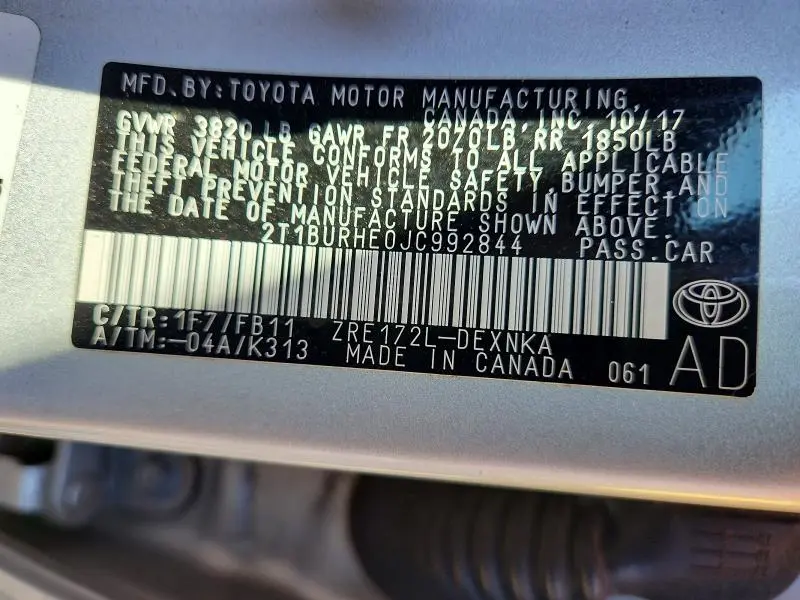 MFD. BY: TOYOTA MOTOR MANUFACTURING,
CANADA, INC. 10/17
GVWR 3820 LB GAWR FR 2070LB RR 1850LB
THIS VEHICLE CONFORMS TO ALL APPLICABLE
FEDERAL MOTOR VEHICLE SAFETY, BUMPER AND
THEFT PREVENTION STANDARDS IN EFFECT ON
THE DATE OF MANUFACTURE SHOWN ABOVE.
2T1BURHE0JC992844 PASS.CAR
C/TR:1F7/FB11 ZRE172L-DEXNKA
A/TM:-04A/K313 MADE IN CANADA 061 AD